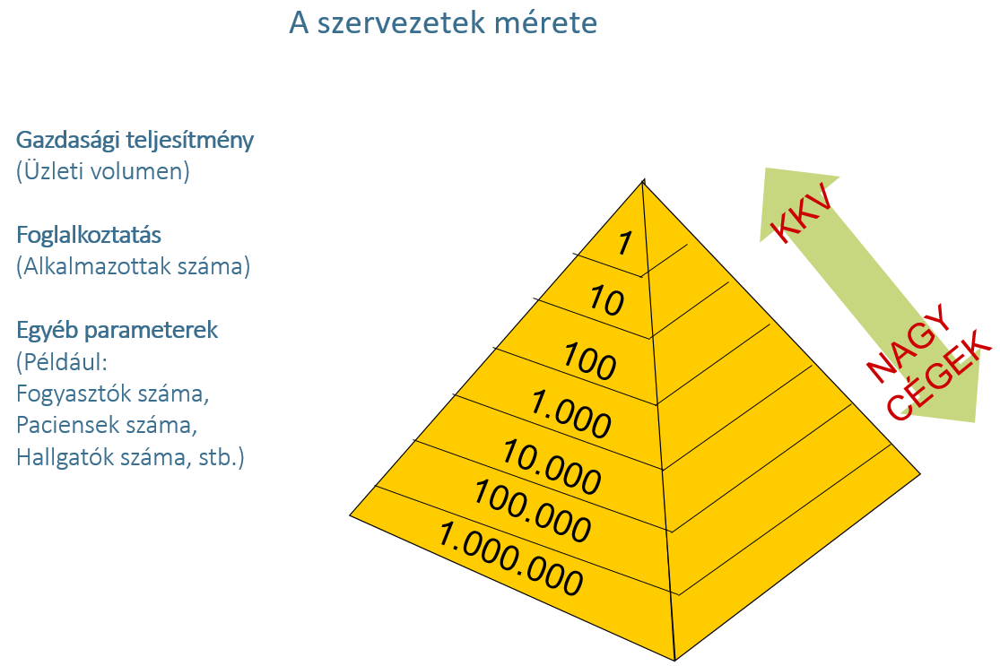 A szervezetek mérete
Gazdasági teljesítmény
(Üzleti volumen)
Foglalkoztatás
(Alkalmazottak száma)
Egyéb parameterek
(Például:
Fogyasztók száma,
Paciensek száma,
Hallgatók száma, stb.)
1
10
100
1.000
10.000
100.000
1.000.000
KKV
NAGY
CÉGEK